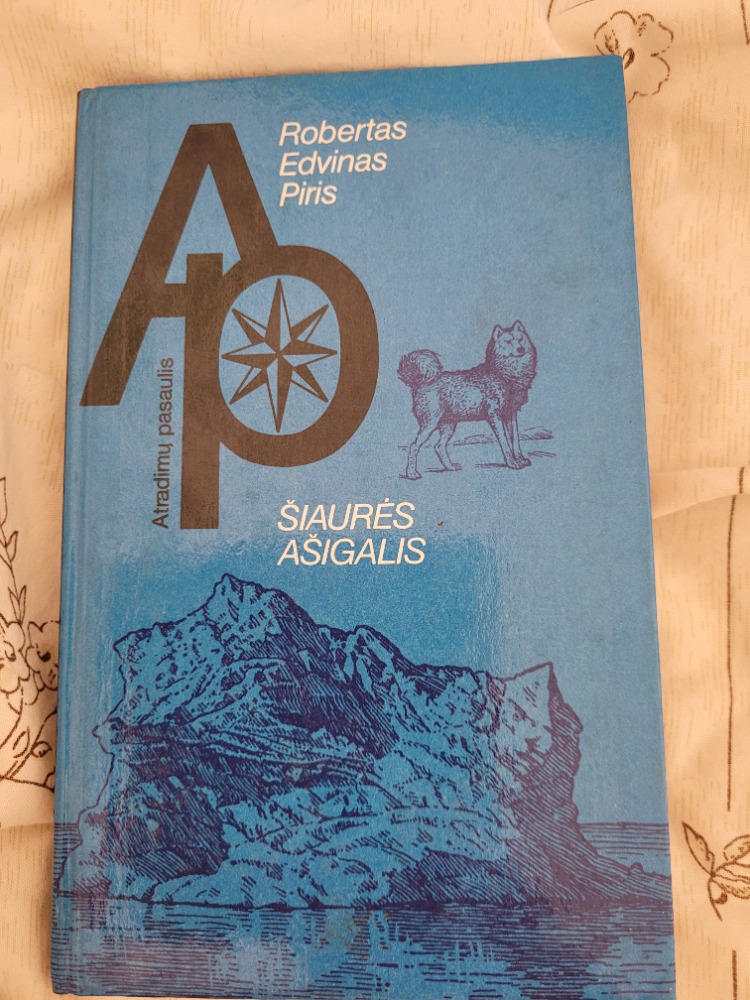 Robertas
Edvinas
Piris
AP
Atradimų pasaulis
ŠIAURĖS
AŠIGALIS